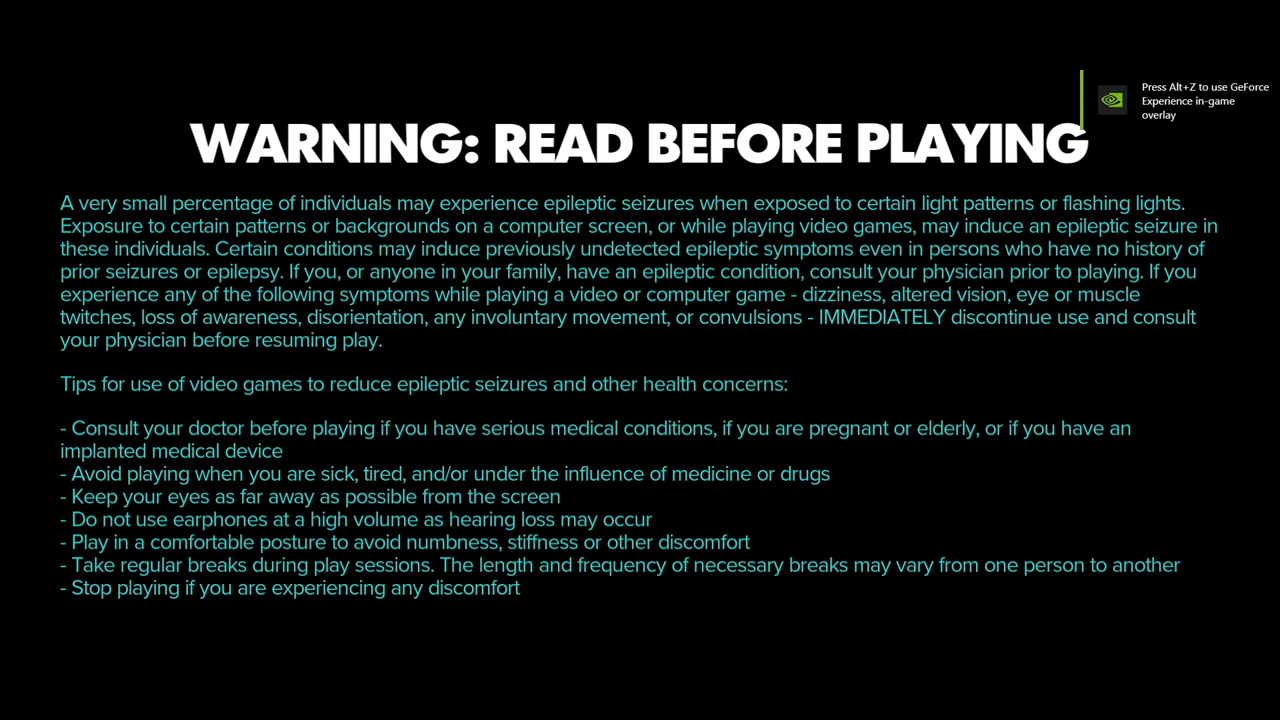 Press Alt+Z to use GeForce
Experience in-game
overlay
WARNING: READ BEFORE PLAYING
A very small percentage of individuals may experience epileptic seizures when exposed to certain light patterns or flashing lights.
Exposure to certain patterns or backgrounds on a computer screen, or while playing video games, may induce an epileptic seizure in
these individuals. Certain conditions may induce previously undetected epileptic symptoms even in persons who have no history of
prior seizures or epilepsy. If you, or anyone in your family, have an epileptic condition, consult your physician prior to playing. If you
experience any of the following symptoms while playing a video or computer game - dizziness, altered vision, eye or muscle
twitches, loss of awareness, disorientation, any involuntary movement, or convulsions - IMMEDIATELY discontinue use and consult
your physician before resuming play.
Tips for use of video games to reduce epileptic seizures and other health concerns:
- Consult your doctor before playing if you have serious medical conditions, if you are pregnant or elderly, or if you have an
implanted medical device
- Avoid playing when you are sick, tired, and/or under the influence of medicine or drugs
- Keep your eyes as far away as possible from the screen
- Do not use earphones at a high volume as hearing loss may occur
- Play in a comfortable posture to avoid numbness, stiffness or other discomfort
- Take regular breaks during play sessions. The length and frequency of necessary breaks may vary from one person to another
- Stop playing if you are experiencing any discomfort